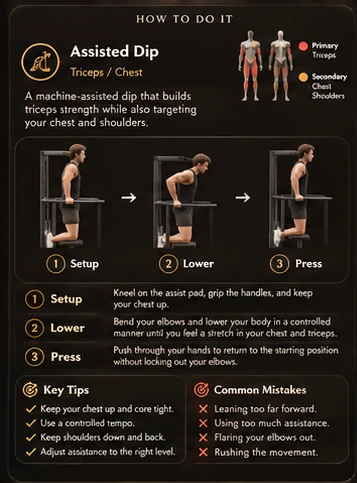 HOW TO DO IT
Assisted Dip
Triceps / Chest
A machine-assisted dip that builds
triceps strength while also targeting
your chest and shoulders.
Primary
Triceps
Secondary
Chest
Shoulders
1 Setup
2 Lower
3 Press
1 Setup
Kneel on the assist pad, grip the handles, and keep
your chest up.
2 Lower
Bend your elbows and lower your body in a controlled
manner until you feel a stretch in your chest and triceps.
3 Press
Push through your hands to return to the starting position
without locking out your elbows.
Key Tips
Keep your chest up and core tight.
Use a controlled tempo.
Keep shoulders down and back.
Adjust assistance to the right level.
Common Mistakes
Leaning too far forward.
Using too much assistance.
Flaring your elbows out.
Rushing the movement.